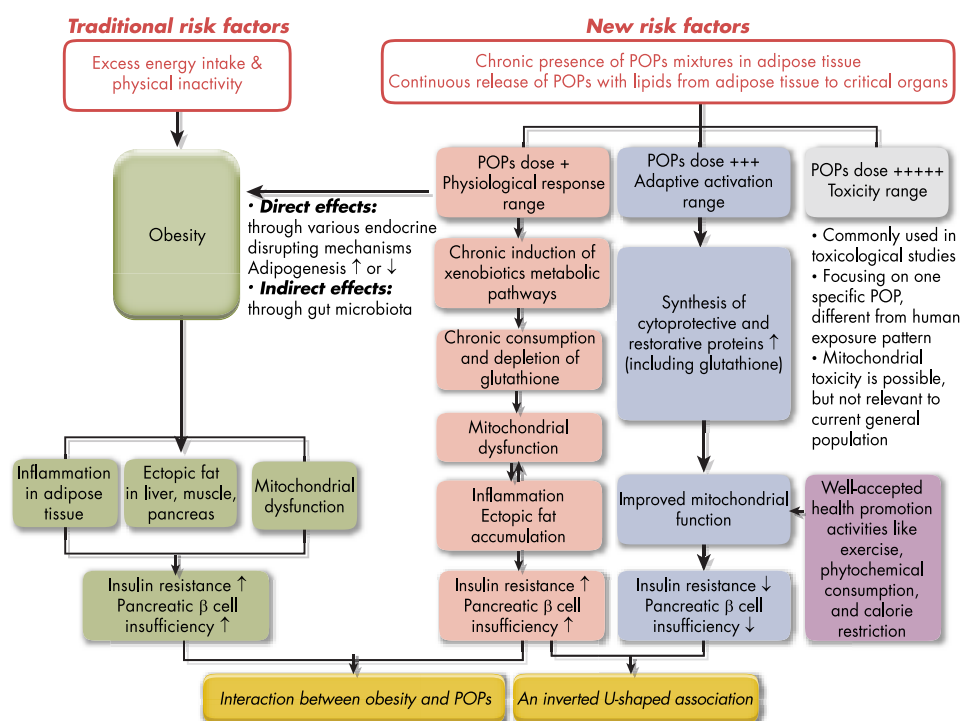 Traditional risk factors
New risk factors
Excess energy intake &
physical inactivity
Chronic presence of POPs mixtures in adipose tissue
Continuous release of POPs with lipids from adipose tissue to critical organs
Obesity
• Direct effects:
through various endocrine
disrupting mechanisms
Adipogenesis ↑ or ↓
• Indirect effects:
through gut microbiota
Inflammation
in adipose
tissue
Ectopic fat
in liver, muscle,
pancreas
Mitochondrial
dysfunction
Insulin resistance ↑
Pancreatic β cell
insufficiency ↑
POPs dose +
Physiological response
range
Chronic induction of
xenobiotics metabolic
pathways
Chronic consumption
and depletion of
glutathione
Mitochondrial
dysfunction
Inflammation
Ectopic fat
accumulation
Insulin resistance ↑
Pancreatic β cell
insufficiency ↑
POPs dose +++
Adaptive activation
range
Synthesis of
cytoprotective and
restorative proteins ↑
(including glutathione)
Improved mitochondrial
function
Insulin resistance ↓
Pancreatic β cell
insufficiency ↓
POPs dose +++++
Toxicity range
• Commonly used in
toxicological studies
• Focusing on one
specific POP,
different from human
exposure pattern
• Mitochondrial
toxicity is possible,
but not relevant to
current general
population
Well-accepted
health promotion
activities like
exercise,
phytochemical
consumption,
and calorie
restriction
Interaction between obesity and POPs
An inverted U-shaped association